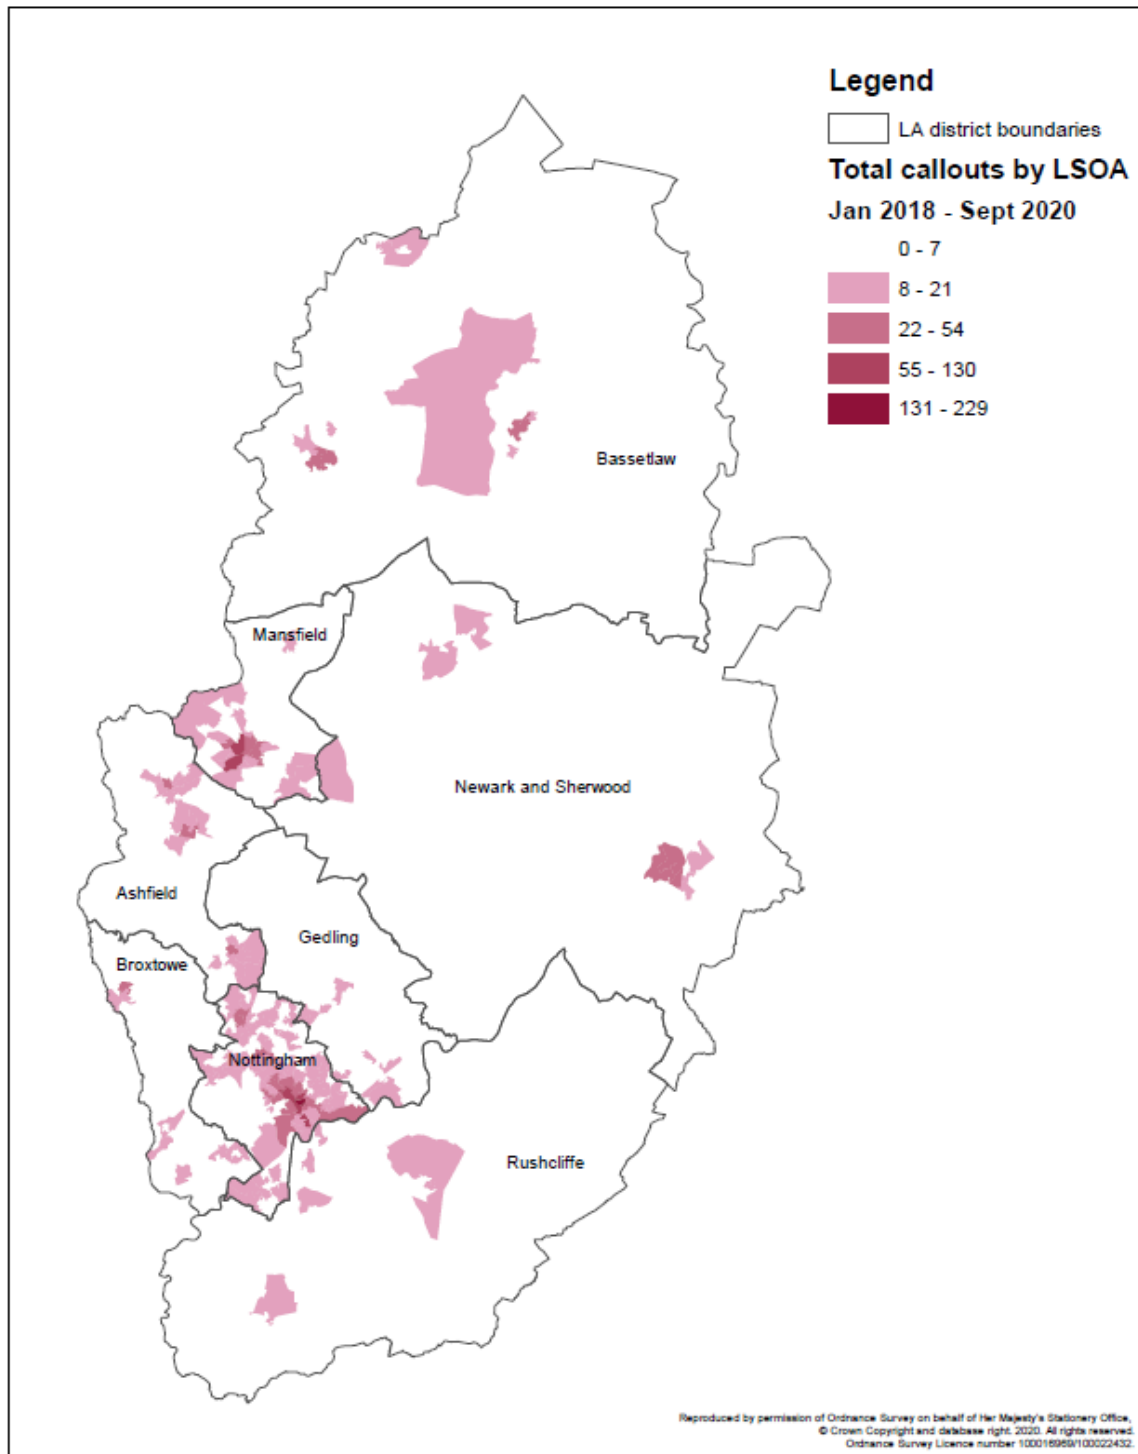 Legend
LA district boundaries
Total callouts by LSOA
Jan 2018 - Sept 2020
0 - 7
8 - 21
22 - 54
55 - 130
131 - 229
Bassetlaw
Mansfield
Newark and Sherwood
Ashfield
Gedling
Broxtowe
Nottingham
Rushcliffe
Reproduced by permission of Ordnance Survey on behalf of Her Majesty's Stationery Office,
© Crown Copyright and database right. 2020. All rights reserved.
Ordnance Survey Licence number 100016969/100022432.